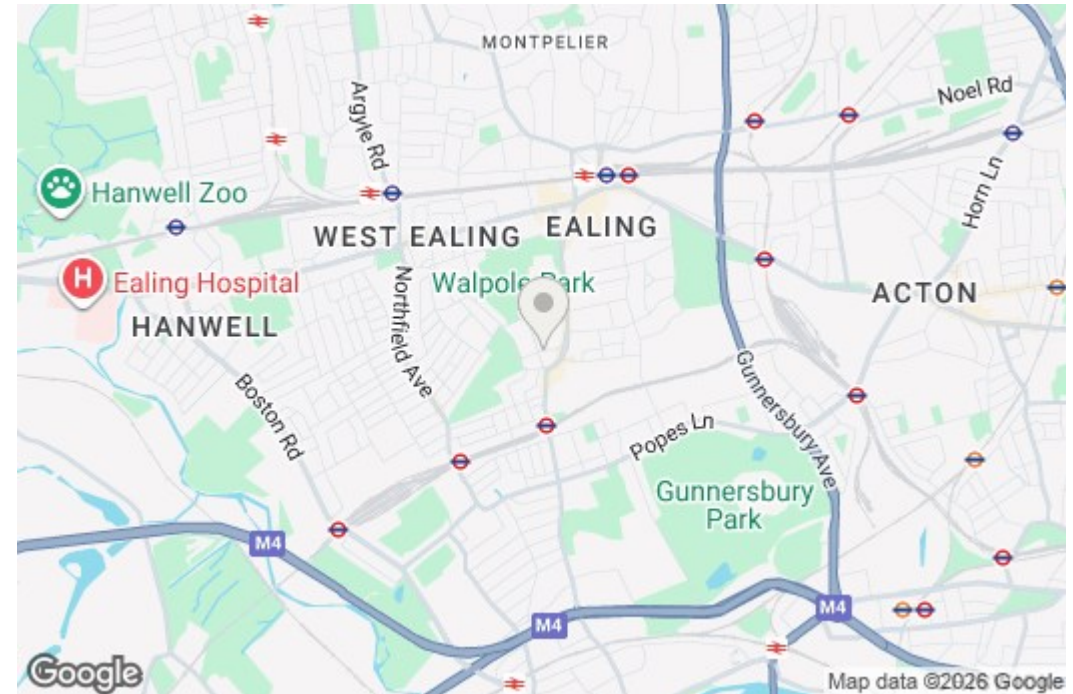 MONTPELIER
Argyle Rd
Noel Rd
Hanwell Zoo
Horn Ln
WEST EALING
EALING
Ealing Hospital
Walpole Park
ACTON
HANWELL
Northfield Ave
Boston Rd
Gunnersbury Ave
Popes Ln
Gunnersbury
Park
M4
M4
M4
Google
Map data ©2026 Google
H